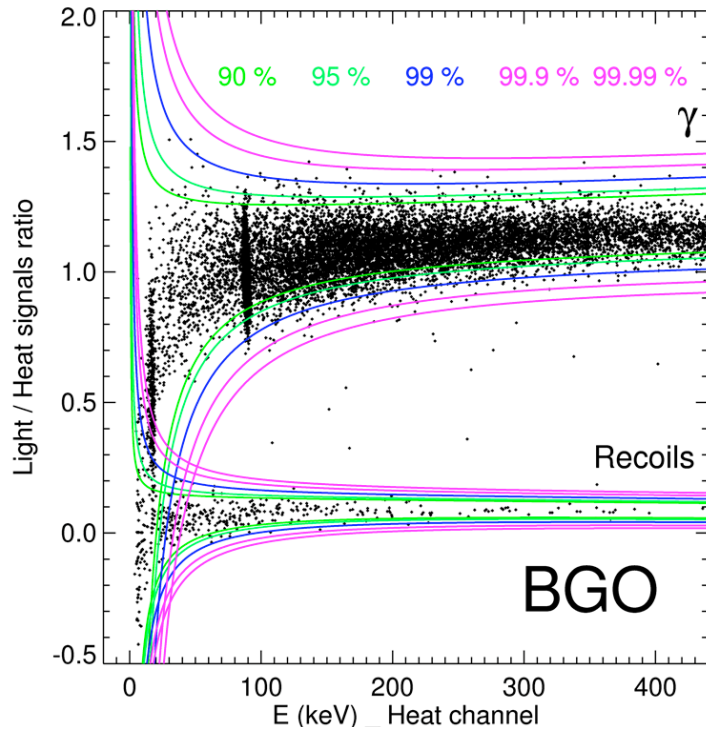 2.0
90 % 95 % 99 % 99.9 % 99.99 %
γ
1.5
1.0
0.5
0.0
-0.5
Light / Heat signals ratio
Recoils
BGO
0 100 200 300 400
E (keV) _ Heat channel